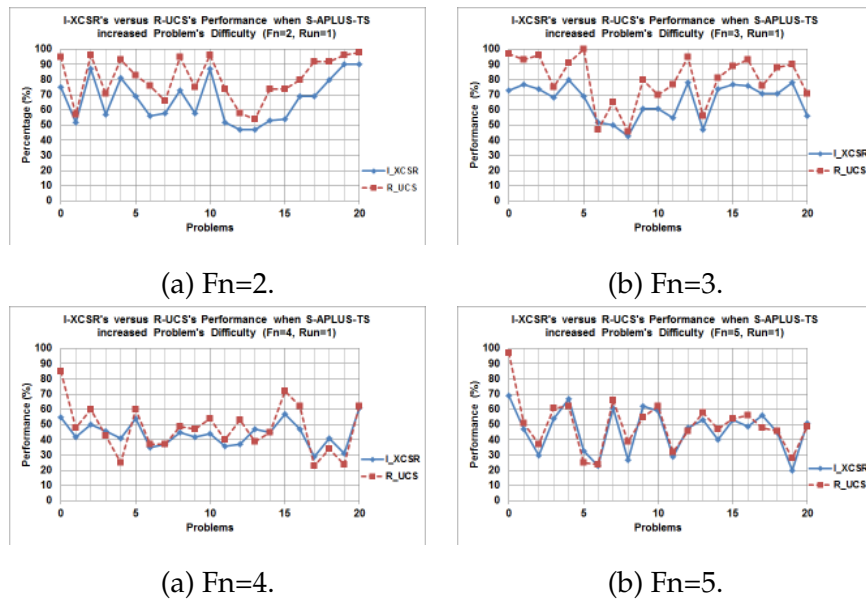 I-XCSR's versus R-UCS's Performance when S-APLUS-TS
increased Problem's Difficulty (Fn=2, Run=1)
Percentage (%)
100
90
80
70
60
50
40
30
20
10
0
0 5 10 15 20
Problems
I_XCSR
R_UCS
(a) Fn=2.
I-XCSR's versus R-UCS's Performance when S-APLUS-TS
increased Problem's Difficulty (Fn=3, Run=1)
Performance (%)
100
90
80
70
60
50
40
30
20
10
0
0 5 10 15 20
Problems
I_XCSR
R_UCS
(b) Fn=3.
I-XCSR's versus R-UCS's Performance when S-APLUS-TS
increased Problem's Difficulty (Fn=4, Run=1)
Performance (%)
100
90
80
70
60
50
40
30
20
10
0
0 5 10 15 20
Problems
I_XCSR
R_UCS
(a) Fn=4.
I-XCSR's versus R-UCS's Performance when S-APLUS-TS
increased Problem's Difficulty (Fn=5, Run=1)
Performance (%)
100
90
80
70
60
50
40
30
20
10
0
0 5 10 15 20
Problems
I_XCSR
R_UCS
(b) Fn=5.